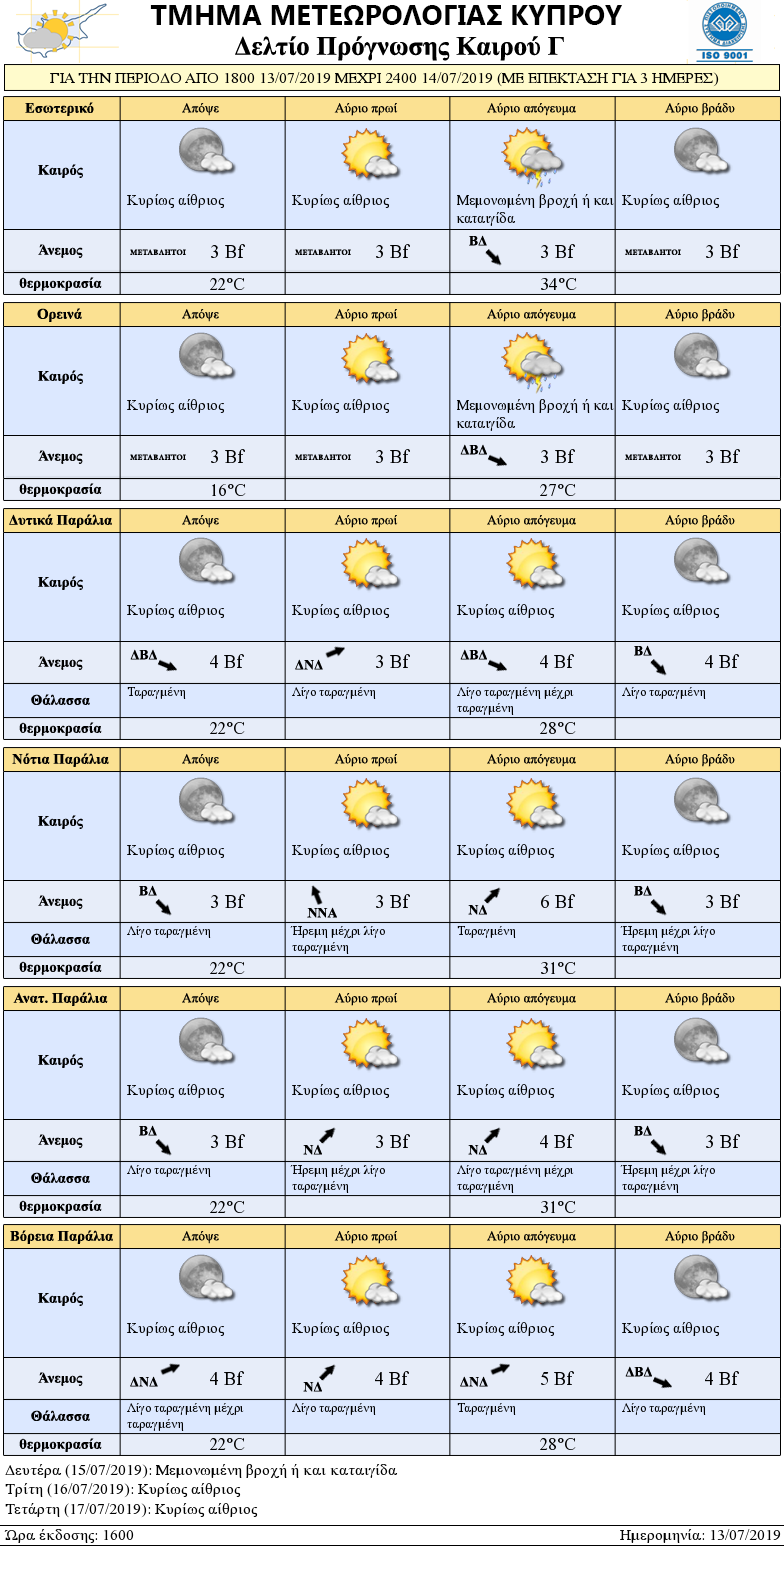 ΤΜΗΜΑ ΜΕΤΕΩΡΟΛΟΓΙΑΣ ΚΥΠΡΟΥ
Δελτίο Πρόγνωσης Καιρού Γ
ISO 9001
ΓΙΑ ΤΗΝ ΠΕΡΙΟΔΟ ΑΠΟ 1800 13/07/2019 ΜΕΧΡΙ 2400 14/07/2019 (ΜΕ ΕΠΕΚΤΑΣΗ ΓΙΑ 3 ΗΜΕΡΕΣ)
Εσωτερικό Απόψε Αύριο πρωί Αύριο απόγευμα Αύριο βράδυ
Καιρός Κυρίως αίθριος Κυρίως αίθριος Μεμονωμένη βροχή ή και Κυρίως αίθριος
καταιγίδα
Άνεμος ΜΕΤΑΒΛΗΤΟΙ 3 Bf ΜΕΤΑΒΛΗΤΟΙ 3 Bf ΒΔ 3 Bf ΜΕΤΑΒΛΗΤΟΙ 3 Bf
θερμοκρασία 22°C 34°C
Ορεινά Απόψε Αύριο πρωί Αύριο απόγευμα Αύριο βράδυ
Καιρός Κυρίως αίθριος Κυρίως αίθριος Μεμονωμένη βροχή ή και Κυρίως αίθριος
καταιγίδα
Άνεμος ΜΕΤΑΒΛΗΤΟΙ 3 Bf ΜΕΤΑΒΛΗΤΟΙ 3 Bf ΔΒΔ 3 Bf ΜΕΤΑΒΛΗΤΟΙ 3 Bf
θερμοκρασία 16°C 27°C
Δυτικά Παράλια Απόψε Αύριο πρωί Αύριο απόγευμα Αύριο βράδυ
Καιρός Κυρίως αίθριος Κυρίως αίθριος Κυρίως αίθριος Κυρίως αίθριος
Άνεμος ΔΒΔ 4 Bf ΔΝΔ 3 Bf ΔΒΔ 4 Bf ΒΔ 4 Bf
Θάλασσα Ταραγμένη Λίγο ταραγμένη Λίγο ταραγμένη μέχρι Λίγο ταραγμένη
ταραγμένη
θερμοκρασία 22°C 28°C
Νότια Παράλια Απόψε Αύριο πρωί Αύριο απόγευμα Αύριο βράδυ
Καιρός Κυρίως αίθριος Κυρίως αίθριος Κυρίως αίθριος Κυρίως αίθριος
Άνεμος ΒΔ 3 Bf ΝΝΑ 3 Bf ΝΔ 6 Bf ΒΔ 3 Bf
Θάλασσα Λίγο ταραγμένη Ήρεμη μέχρι λίγο Ταραγμένη Ήρεμη μέχρι λίγο
ταραγμένη ταραγμένη
θερμοκρασία 22°C 31°C
Ανατ. Παράλια Απόψε Αύριο πρωί Αύριο απόγευμα Αύριο βράδυ
Καιρός Κυρίως αίθριος Κυρίως αίθριος Κυρίως αίθριος Κυρίως αίθριος
Άνεμος ΒΔ 3 Bf ΝΔ 3 Bf ΝΔ 4 Bf ΒΔ 3 Bf
Θάλασσα Λίγο ταραγμένη Ήρεμη μέχρι λίγο Λίγο ταραγμένη μέχρι Ήρεμη μέχρι λίγο
ταραγμένη ταραγμένη ταραγμένη
θερμοκρασία 22°C 31°C
Βόρεια Παράλια Απόψε Αύριο πρωί Αύριο απόγευμα Αύριο βράδυ
Καιρός Κυρίως αίθριος Κυρίως αίθριος Κυρίως αίθριος Κυρίως αίθριος
Άνεμος ΔΝΔ 4 Bf ΝΔ 4 Bf ΔΝΔ 5 Bf ΔΒΔ 4 Bf
Θάλασσα Λίγο ταραγμένη μέχρι Λίγο ταραγμένη Ταραγμένη Λίγο ταραγμένη
ταραγμένη
θερμοκρασία 22°C 28°C
Δευτέρα (15/07/2019): Μεμονωμένη βροχή ή και καταιγίδα
Τρίτη (16/07/2019): Κυρίως αίθριος
Τετάρτη (17/07/2019): Κυρίως αίθριος
Ώρα έκδοσης: 1600 Ημερομηνία: 13/07/2019